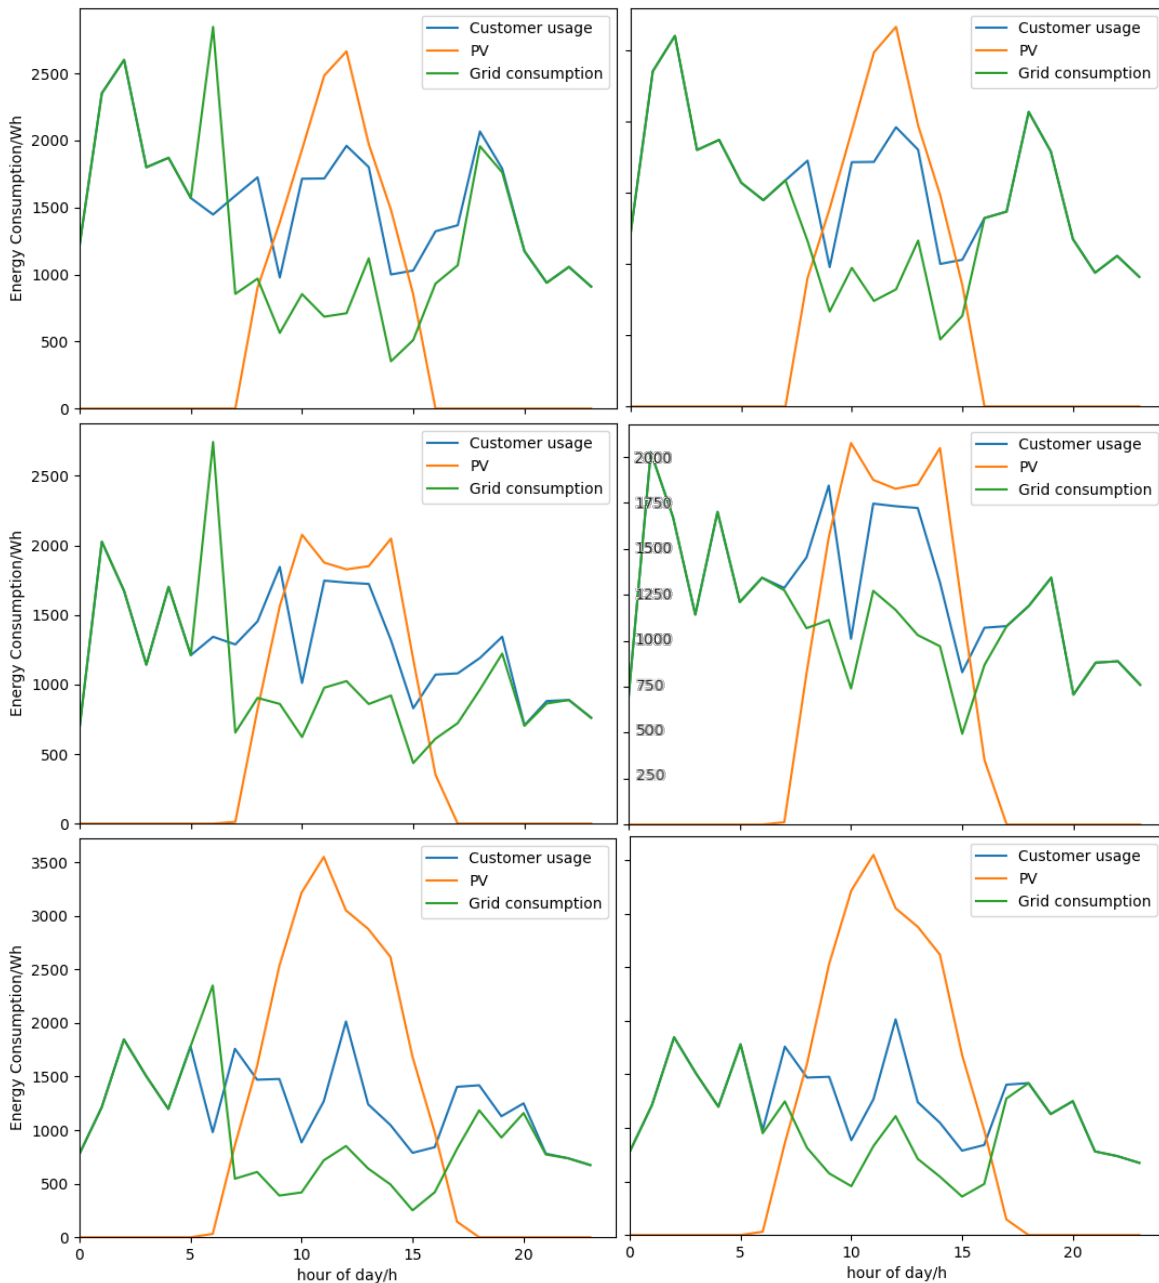 Customer usage
PV
Grid consumption
Energy Consumption/Wh
2500
2000
1500
1000
500
0
Customer usage
PV
Grid consumption
Customer usage
PV
Grid consumption
Energy Consumption/Wh
2500
2000
1500
1000
500
0
Customer usage
PV
Grid consumption
2000
1750
1500
1250
1000
750
500
250
Customer usage
PV
Grid consumption
Energy Consumption/Wh
3500
3000
2500
2000
1500
1000
500
0
0 5 10 15 20
hour of day/h
Customer usage
PV
Grid consumption
0 5 10 15 20
hour of day/h